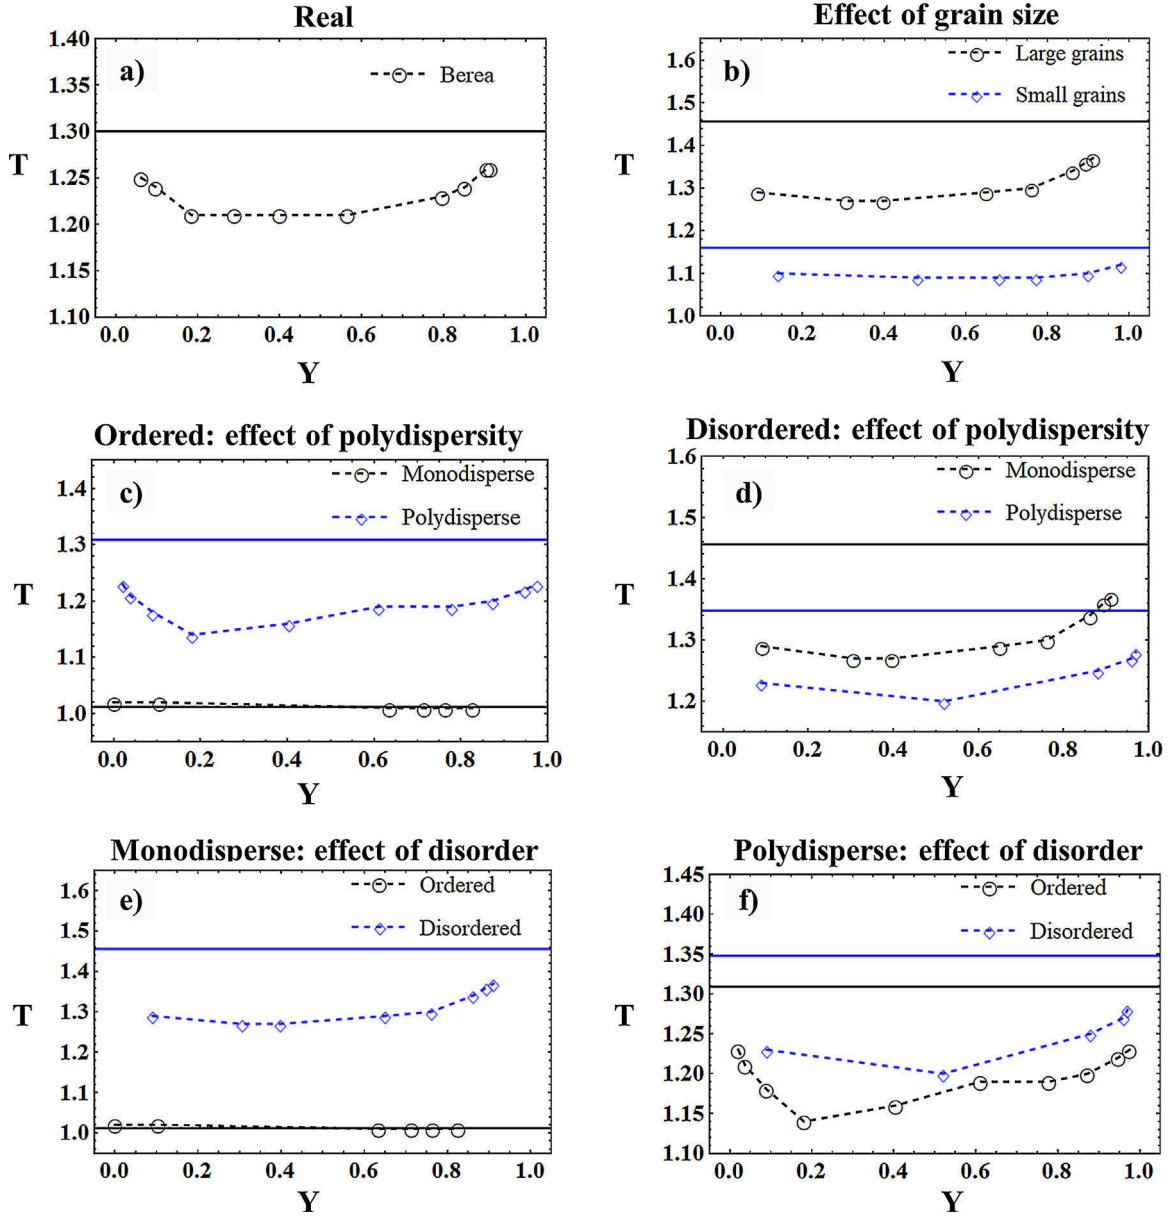 Real
a)
Berea
1.40
1.35
1.30
1.25
1.20
1.15
1.10
T
0.0 0.2 0.4 0.6 0.8 1.0
Y
Effect of grain size
b)
Large grains
Small grains
1.6
1.5
1.4
1.3
1.2
1.1
1.0
T
0.0 0.2 0.4 0.6 0.8 1.0
Y
Ordered: effect of polydispersity
c)
Monodisperse
Polydisperse
1.4
1.3
1.2
1.1
1.0
T
0.0 0.2 0.4 0.6 0.8 1.0
Y
Disordered: effect of polydispersity
d)
Monodisperse
Polydisperse
1.6
1.5
1.4
1.3
1.2
T
0.0 0.2 0.4 0.6 0.8 1.0
Y
Monodisperse: effect of disorder
e)
Ordered
Disordered
1.6
1.5
1.4
1.3
1.2
1.1
1.0
T
0.0 0.2 0.4 0.6 0.8 1.0
Y
Polydisperse: effect of disorder
f)
Ordered
Disordered
1.45
1.40
1.35
1.30
1.25
1.20
1.15
1.10
T
0.0 0.2 0.4 0.6 0.8 1.0
Y